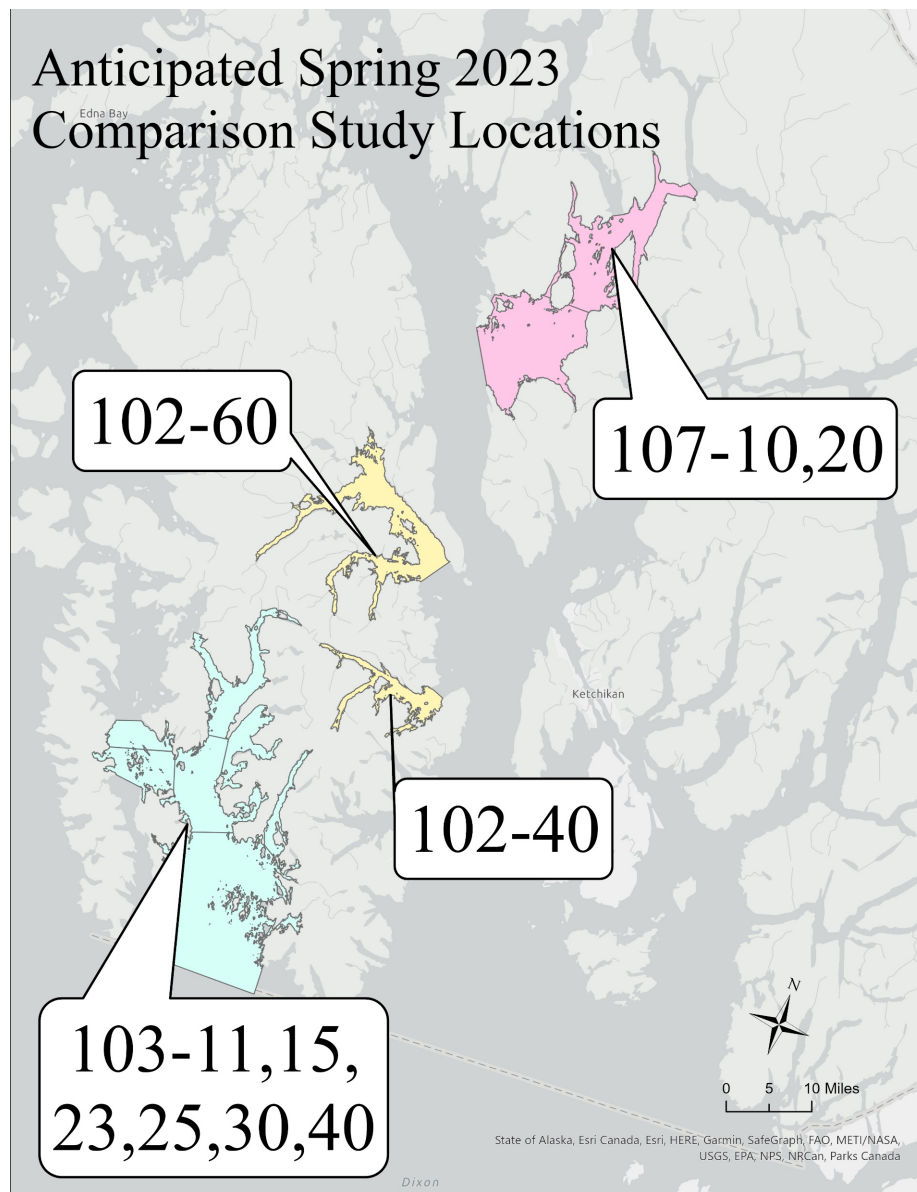 Anticipated Spring 2023
Edna Bay
Comparison Study Locations
102-60
107-10,20
Ketchikan
102-40
103-11,15,
23,25,30,40
N
0 5 10 Miles
State of Alaska, Esri Canada, Esri, HERE, Garmin, SafeGraph, FAO, METI/NASA,
USGS, EPA, NPS, NRCan, Parks Canada
Dixon